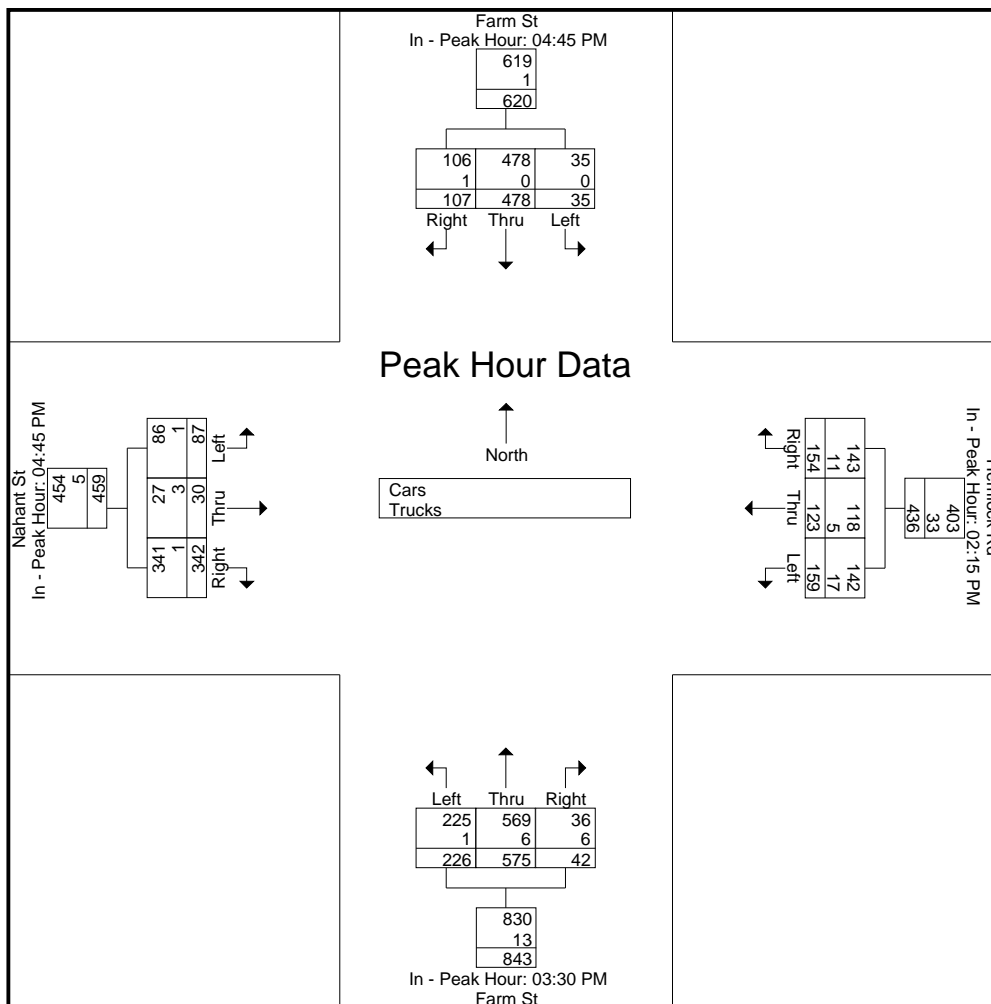 Farm St
In - Peak Hour: 04:45 PM
619
1
620
106 478 35
1 0 0
107 478 35
Right Thru Left
Peak Hour Data
North
Cars
Trucks
Nahant St
In - Peak Hour: 04:45 PM
454
5
459
86 27 341
1 3 1
87 30 342
Left Thru Right
In - Peak Hour: 02:15 PM
403
33
436
143 118 142
11 5 17
154 123 159
Right Thru Left
Left Thru Right
225 569 36
1 6 6
226 575 42
830
13
843
In - Peak Hour: 03:30 PM
Farm St